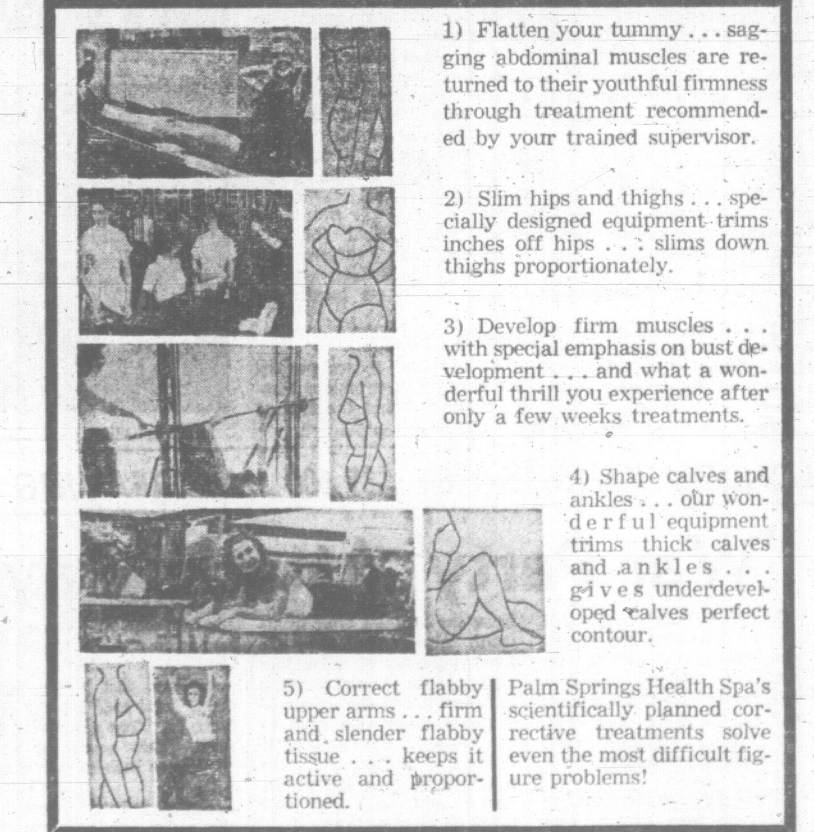 1) Flatten your tummy . . . sag-
ging abdominal muscles are re-
turned to their youthful firmness
through treatment recommend-
ed by your trained supervisor.
2) Slim hips and thighs . . . spe-
cially designed equipment trims
inches off hips . . . slims down
thighs proportionately.
3) Develop firm muscles . . .
with special emphasis on bust de-
velopment . . . and what a won-
derful thrill you experience after
only a few weeks treatments.
4) Shape calves and
ankles . . . our won-
derful equipment
trims thick calves
and ankles . . .
gives underdevel-
oped calves perfect
contour.
5) Correct flabby
upper arms . . . firm
and slender flabby
tissue . . . keeps it
active and propor-
tioned.
Palm Springs Health Spa's
scientifically planned cor-
rective treatments solve
even the most difficult fig-
ure problems!